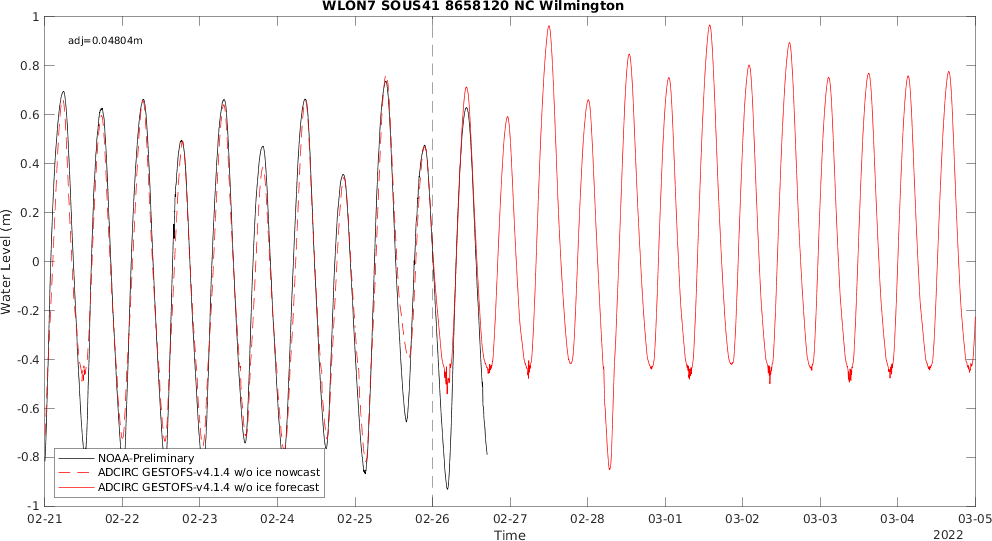 WLON7 SOUS41 8658120 NC Wilmington
adj=0.04804m
1
0.8
0.6
0.4
0.2
0
-0.2
-0.4
-0.6
-0.8
-1
Water Level (m)
NOAA-Preliminary
ADCIRC GESTOFS-v4.1.4 w/o ice nowcast
ADCIRC GESTOFS-v4.1.4 w/o ice forecast
02-21 02-22 02-23 02-24 02-25 02-26 02-27 02-28 03-01 03-02 03-03 03-04 03-05
Time
2022